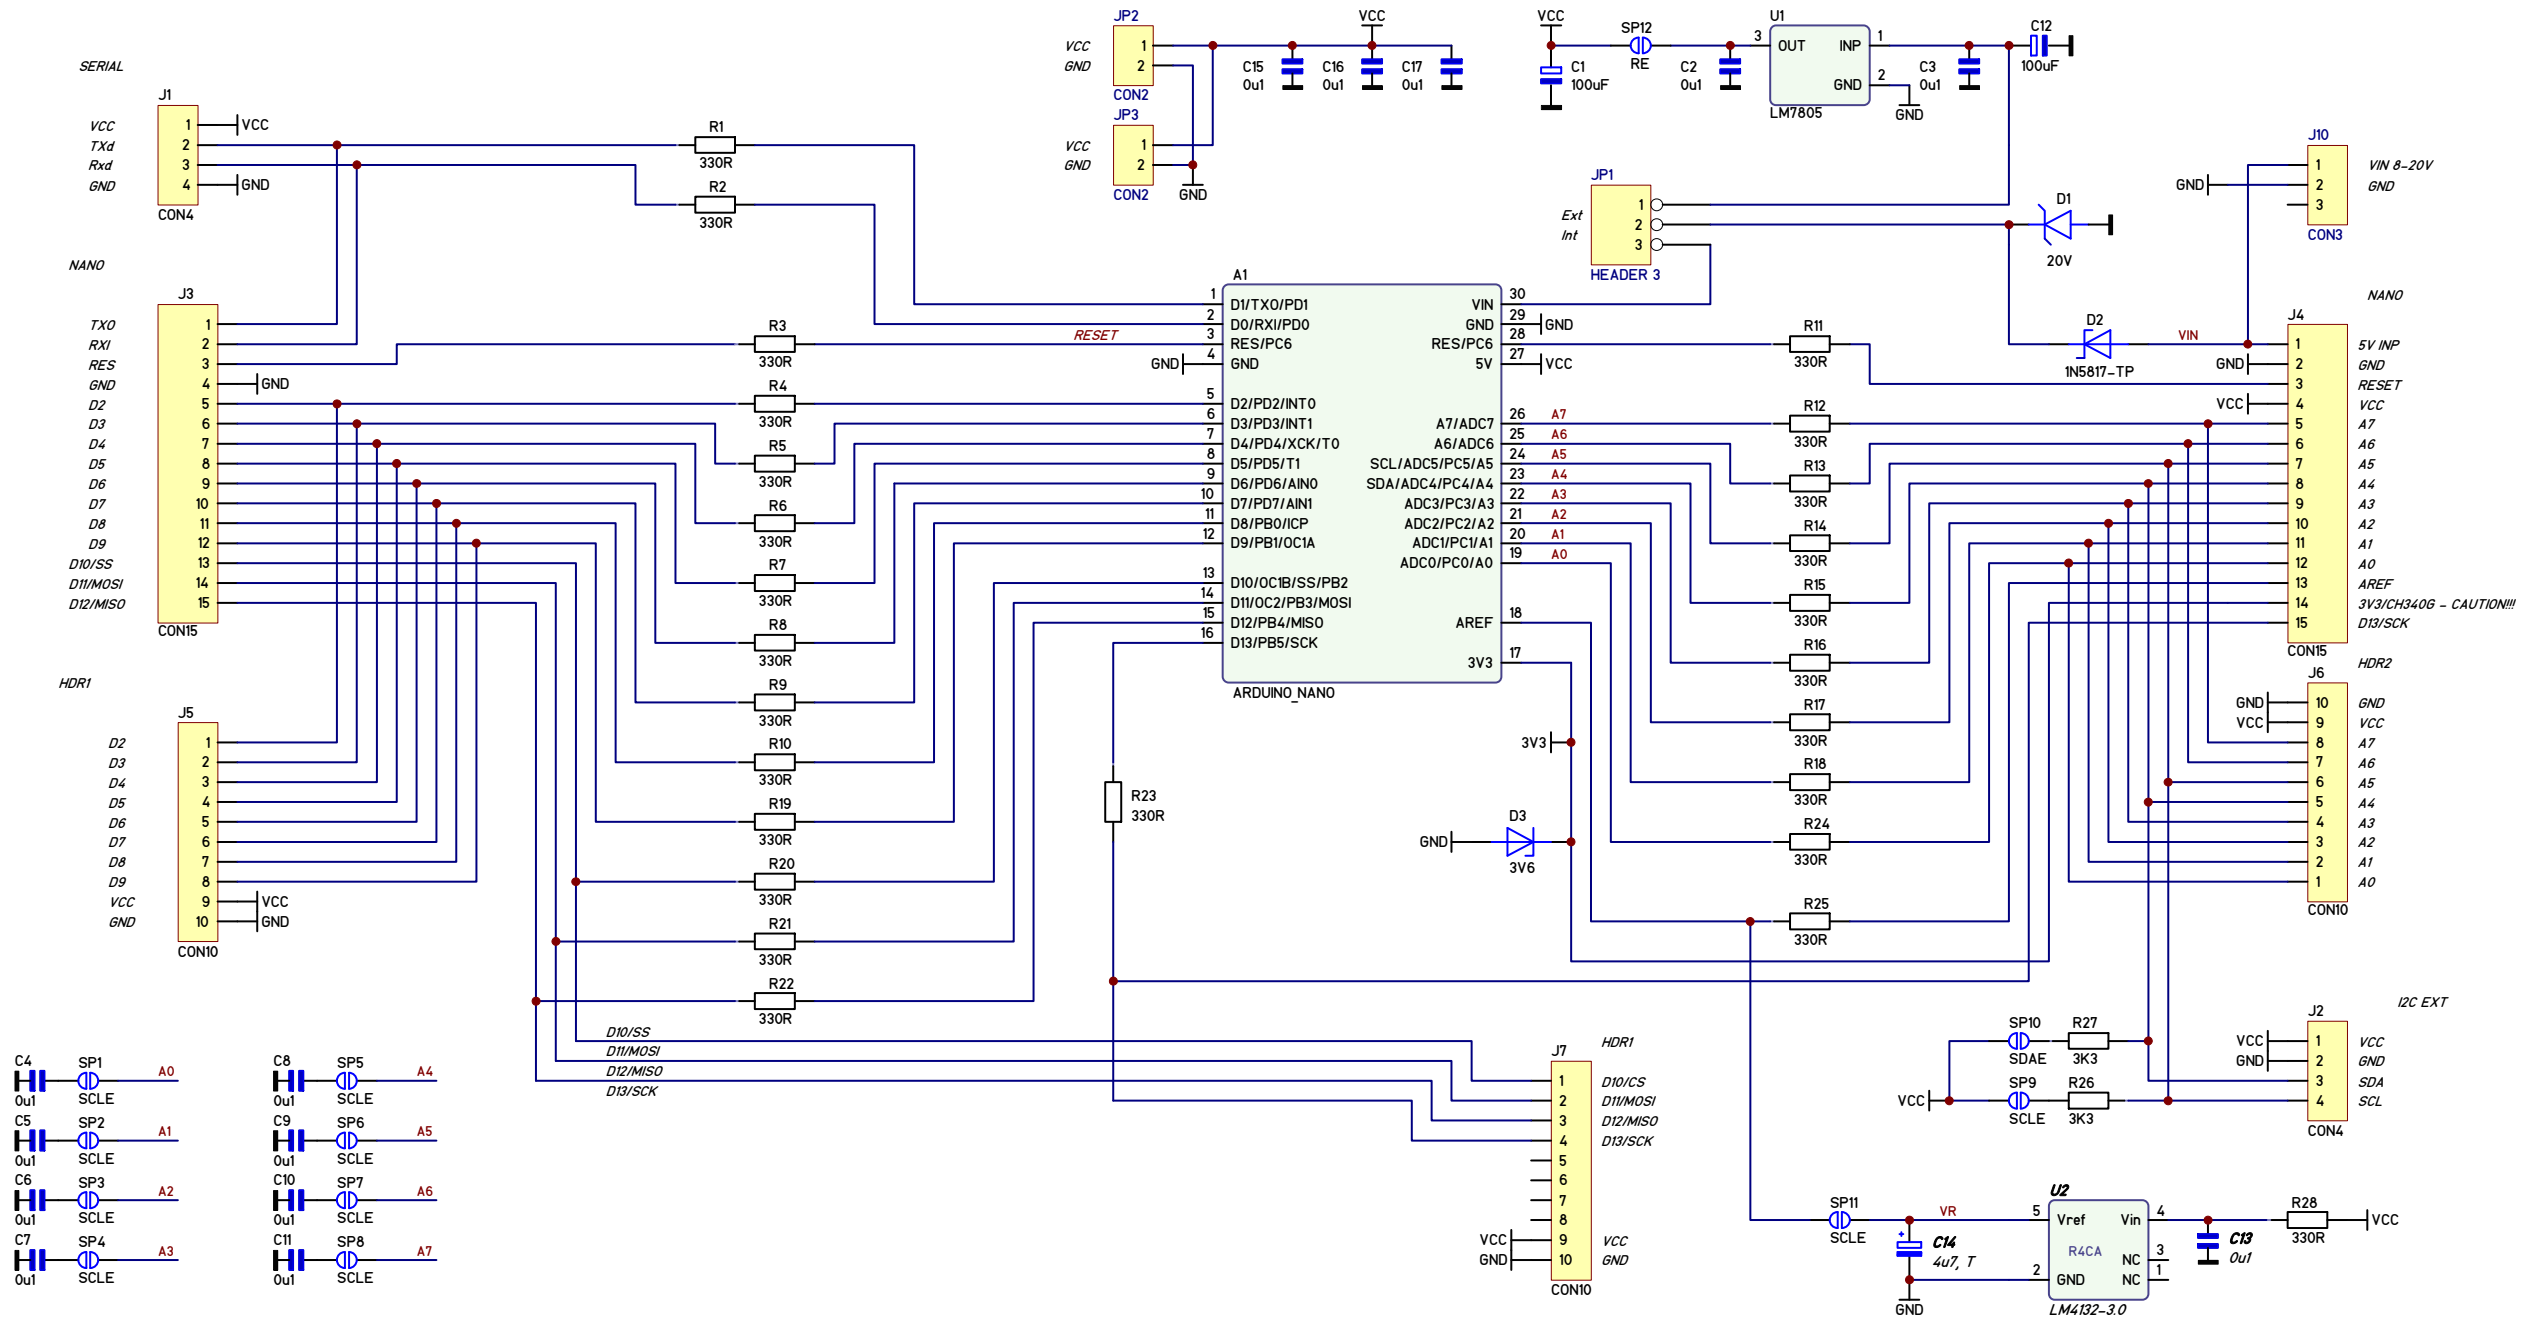 SERIAL
J1
VCC 1 VCC
TXd 2
Rxd 3
GND 4 GND
CON4
R1
330R
R2
330R
NANO
J3
TX0 1
RXI 2
RES 3
GND 4 GND
D2 5
D3 6
D4 7
D5 8
D6 9
D7 10
D8 11
D9 12
D10/SS 13
D11/MOSI 14
D12/MISO 15
CON15
HDR1
J5
D2 1
D3 2
D4 3
D5 4
D6 5
D7 6
D8 7
D9 8
VCC 9 VCC
GND 10 GND
CON10
R3
330R
R4
330R
R5
330R
R6
330R
R7
330R
R8
330R
R9
330R
R10
330R
R19
330R
R20
330R
R21
330R
R22
330R
RESET
D10/SS
D11/MOSI
D12/MISO
D13/SCK
C4 SP1 A0
0u1 SCLE
C5 SP2 A1
0u1 SCLE
C6 SP3 A2
0u1 SCLE
C7 SP4 A3
0u1 SCLE
C8 SP5 A4
0u1 SCLE
C9 SP6 A5
0u1 SCLE
C10 SP7 A6
0u1 SCLE
C11 SP8 A7
0u1 SCLE
JP2
VCC 1
GND 2
CON2
JP3
VCC 1
GND 2
CON2
GND
VCC
C15
0u1
C16
0u1
C17
0u1
VCC
C1
100uF
SP12
RE
C2
0u1
U1
3 OUT INP 1
GND 2
LM7805
GND
C3
0u1
C12
100uF
JP1
1
Ext 2
Int 3
HEADER 3
D1
20V
J10
1 VIN 8-20V
GND 2 GND
3
CON3
A1
1 D1/TX0/PD1
2 D0/RXI/PD0
3 RES/PC6
GND 4 GND
5 D2/PD2/INT0
6 D3/PD3/INT1
7 D4/PD4/XCK/T0
8 D5/PD5/T1
9 D6/PD6/AIN0
10 D7/PD7/AIN1
11 D8/PB0/ICP
12 D9/PB1/OC1A
13 D10/OC1B/SS/PB2
14 D11/OC2/PB3/MOSI
15 D12/PB4/MISO
16 D13/PB5/SCK
VIN 30
GND 29 GND
RES/PC6 28
5V 27 VCC
A7/ADC7 26 A7
A6/ADC6 25 A6
SCL/ADC5/PC5/A5 24 A5
SDA/ADC4/PC4/A4 23 A4
ADC3/PC3/A3 22 A3
ADC2/PC2/A2 21 A2
ADC1/PC1/A1 20 A1
ADC0/PC0/A0 19 A0
AREF 18
3V3 17
ARDUINO_NANO
R23
330R
3V3
D3
GND
3V6
R11
330R
R12
330R
R13
330R
R14
330R
R15
330R
R16
330R
R17
330R
R18
330R
R24
330R
R25
330R
D2
1N5817-TP
VIN
NANO
J4
1 5V INP
GND 2 GND
3 RESET
VCC 4 VCC
5 A7
6 A6
7 A5
8 A4
9 A3
10 A2
11 A1
12 A0
13 AREF
14 3V3/CH340G - CAUTION!!!
15 D13/SCK
CON15
HDR2
J6
GND 10 GND
VCC 9 VCC
8 A7
7 A6
6 A5
5 A4
4 A3
3 A2
2 A1
1 A0
CON10
I2C EXT
J2
VCC 1 VCC
GND 2 GND
3 SDA
4 SCL
CON4
SP10 R27
SDAE 3K3
SP9 R26
VCC
SCLE 3K3
HDR1
J7
1 D10/CS
2 D11/MOSI
3 D12/MISO
4 D13/SCK
5
6
7
8
VCC 9 VCC
GND 10 GND
CON10
SP11
SCLE
VR
C14
4u7, T
+
GND
U2
5 Vref Vin 4
R4CA
NC 3
2 GND NC 1
LM4132-3.0
C13
0u1
R28
330R
VCC